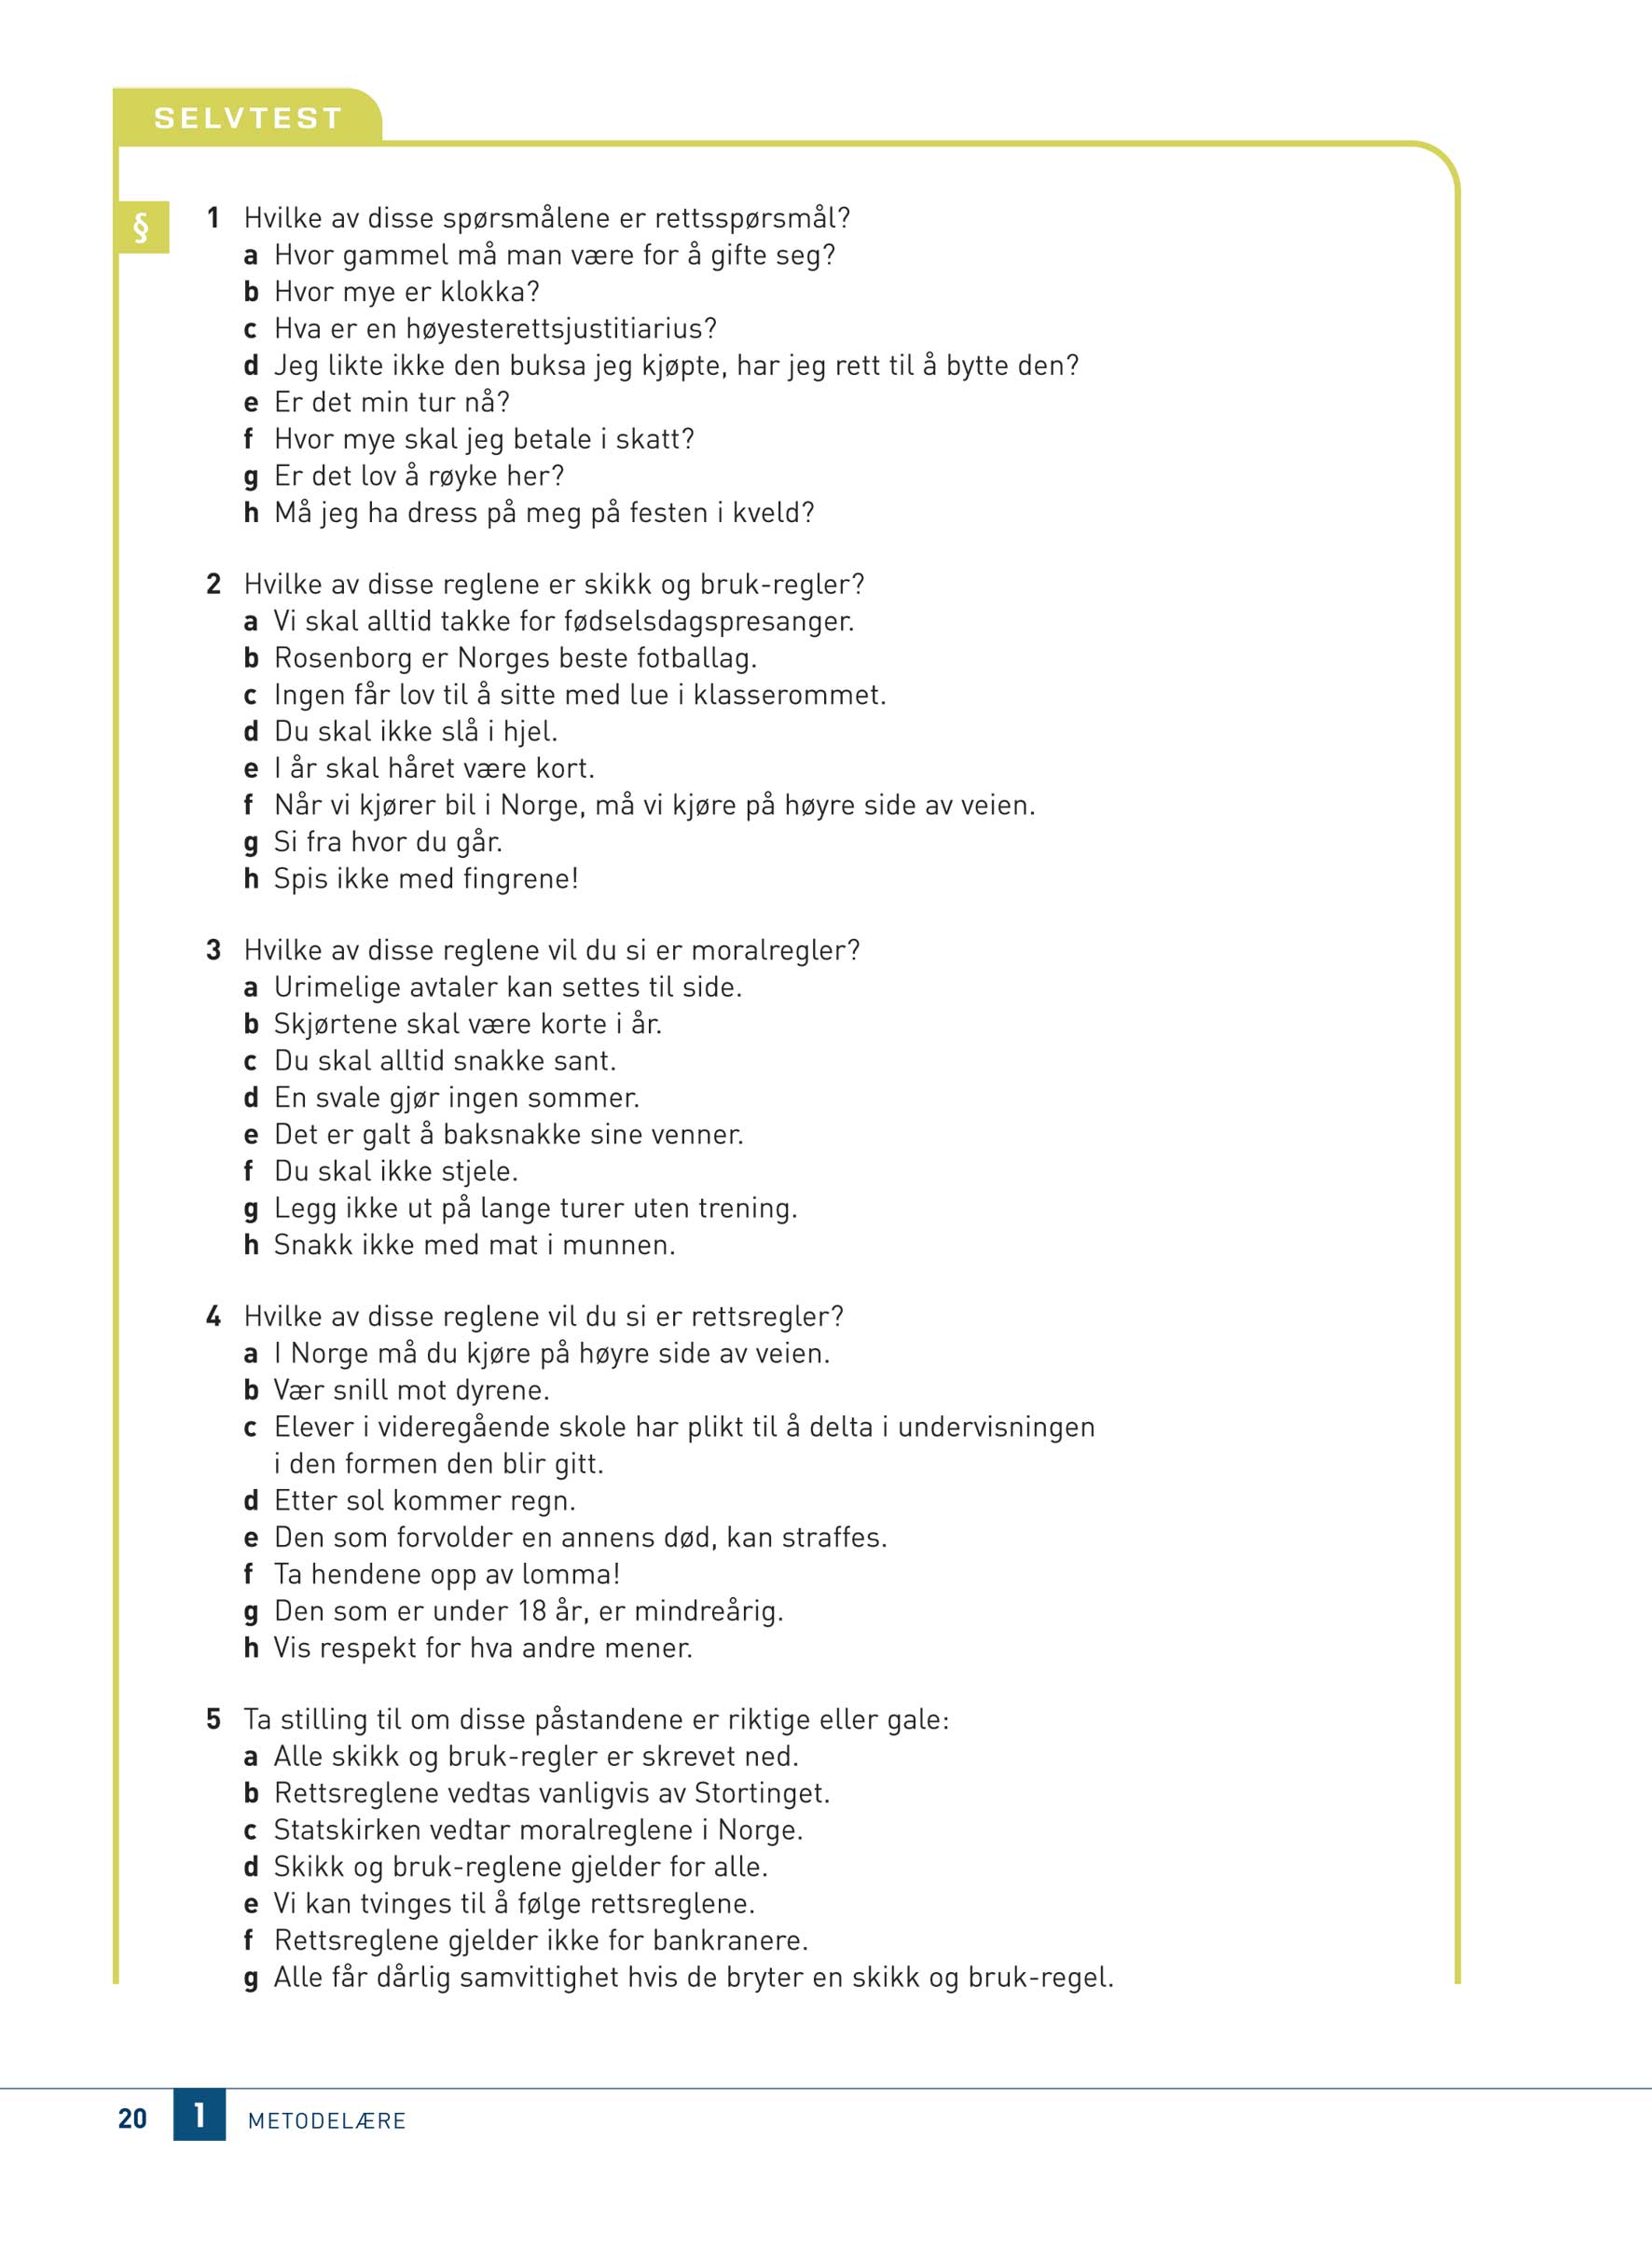 SELVTEST
§
1 Hvilke av disse spørsmålene er rettsspørsmål?
a Hvor gammel må man være for å gifte seg?
b Hvor mye er klokka?
c Hva er en høyesterettsjustitiarius?
d Jeg likte ikke den buksa jeg kjøpte, har jeg rett til å bytte den?
e Er det min tur nå?
f Hvor mye skal jeg betale i skatt?
g Er det lov å røyke her?
h Må jeg ha dress på meg på festen i kveld?
2 Hvilke av disse reglene er skikk og bruk-regler?
a Vi skal alltid takke for fødselsdagspresanger.
b Rosenborg er Norges beste fotballag.
c Ingen får lov til å sitte med lue i klasserommet.
d Du skal ikke slå i hjel.
e I år skal håret være kort.
f Når vi kjører bil i Norge, må vi kjøre på høyre side av veien.
g Si fra hvor du går.
h Spis ikke med fingrene!
3 Hvilke av disse reglene vil du si er moralregler?
a Urimelige avtaler kan settes til side.
b Skjørtene skal være korte i år.
c Du skal alltid snakke sant.
d En svale gjør ingen sommer.
e Det er galt å baksnakke sine venner.
f Du skal ikke stjele.
g Legg ikke ut på lange turer uten trening.
h Snakk ikke med mat i munnen.
4 Hvilke av disse reglene vil du si er rettsregler?
a I Norge må du kjøre på høyre side av veien.
b Vær snill mot dyrene.
c Elever i videregående skole har plikt til å delta i undervisningen
i den formen den blir gitt.
d Etter sol kommer regn.
e Den som forvolder en annens død, kan straffes.
f Ta hendene opp av lomma!
g Den som er under 18 år, er mindreårig.
h Vis respekt for hva andre mener.
5 Ta stilling til om disse påstandene er riktige eller gale:
a Alle skikk og bruk-regler er skrevet ned.
b Rettsreglene vedtas vanligvis av Stortinget.
c Statskirken vedtar moralreglene i Norge.
d Skikk og bruk-reglene gjelder for alle.
e Vi kan tvinges til å følge rettsreglene.
f Rettsreglene gjelder ikke for bankranere.
g Alle får dårlig samvittighet hvis de bryter en skikk og bruk-regel.
20 1 METODELÆRE